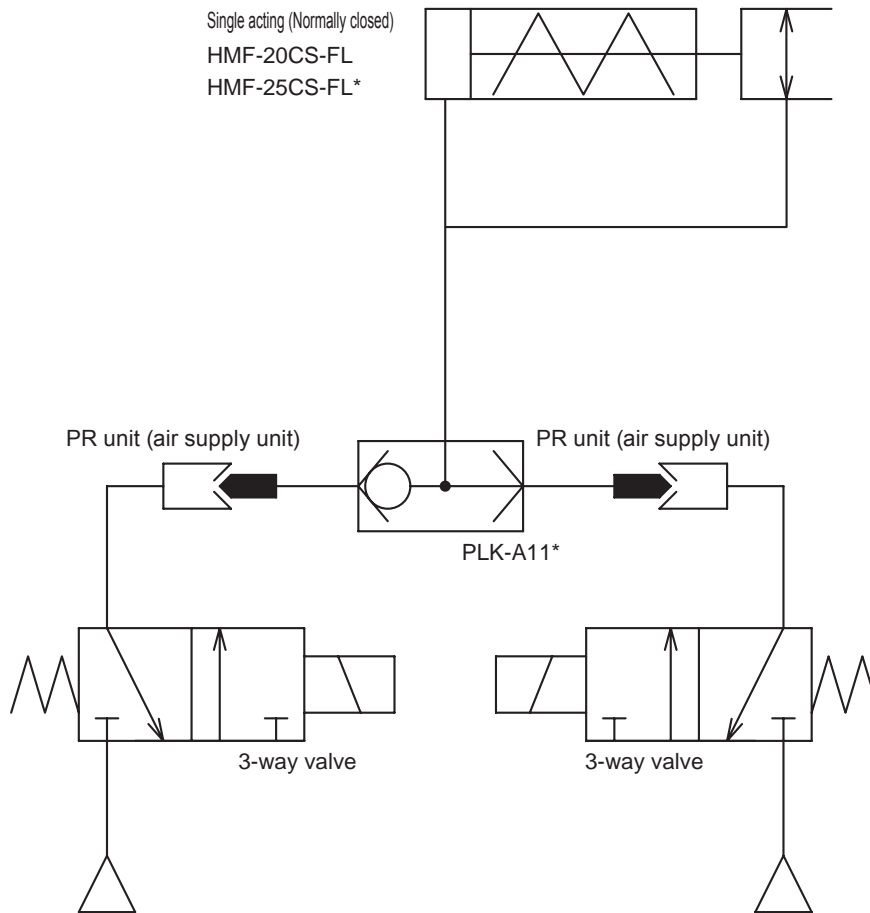 Single acting (Normally closed)
HMF-20CS-FL
HMF-25CS-FL*
PR unit (air supply unit)
PR unit (air supply unit)
PLK-A11*
3-way valve
3-way valve